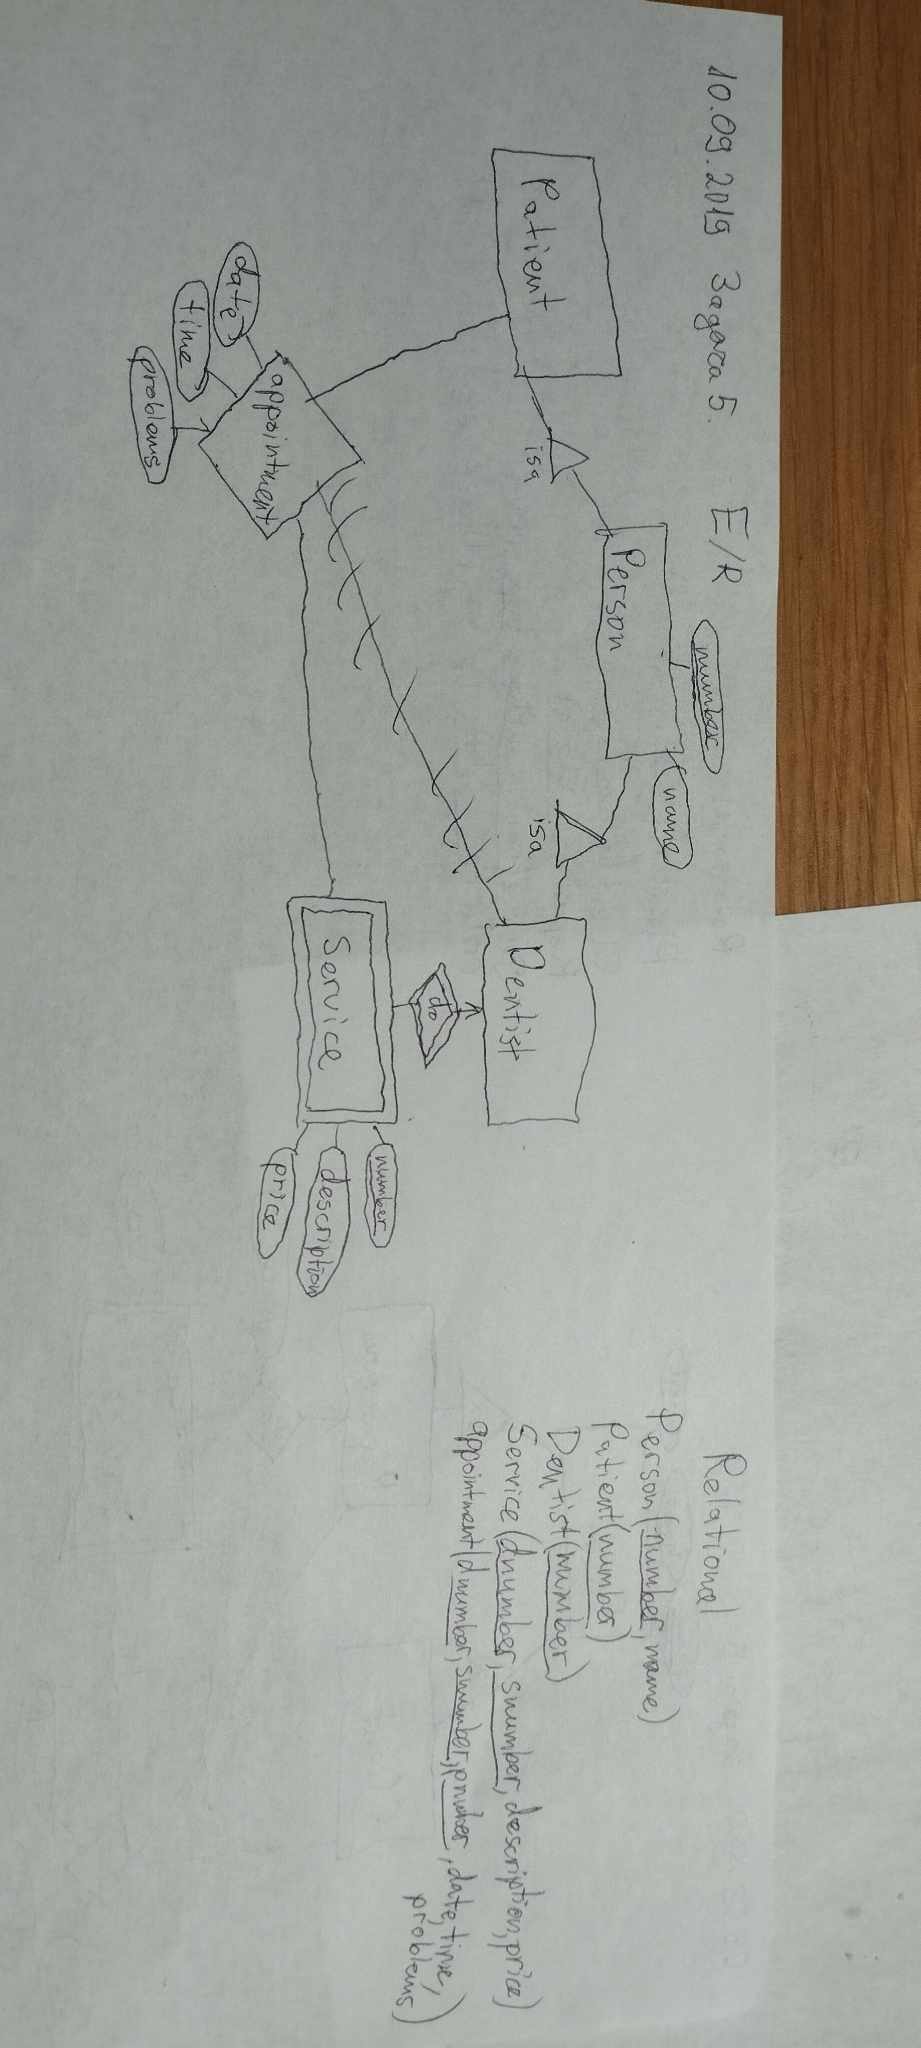 10.09.2019 Задача 5. E/R
number
name
Person
isa
isa
Patient
Dentist
do
appointment
date
time
problems
Service
number
description
price
Relational
Person(number, name)
Patient(number)
Dentist(number)
Service(dnumber, snumber, description, price)
appointment(dnumber, snumber, pnumber, date, time,
problems)